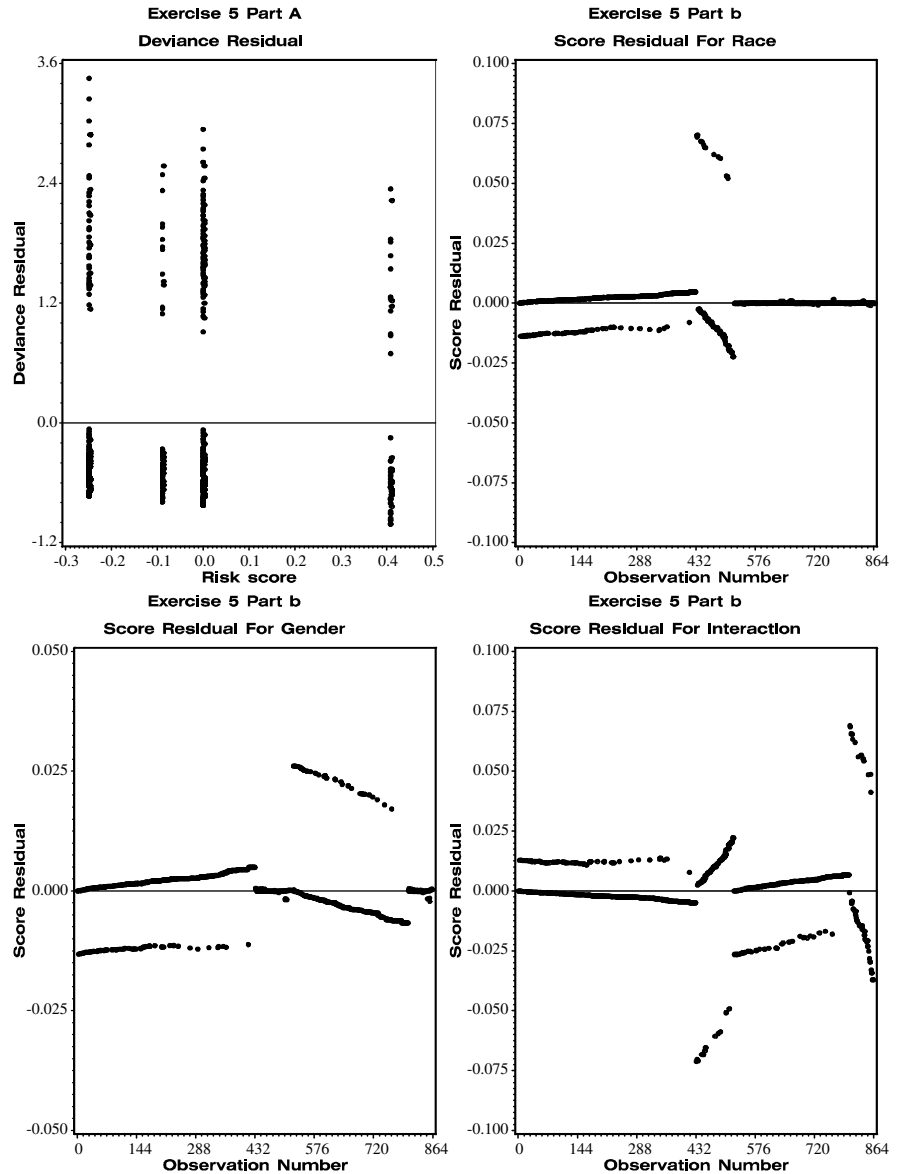 Exercise 5 Part A
Deviance Residual
3.6
2.4
1.2
0.0
-1.2
Deviance Residual
-0.3 -0.2 -0.1 0.0 0.1 0.2 0.3 0.4 0.5
Risk score
Exercise 5 Part b
Score Residual For Race
0.100
0.075
0.050
0.025
0.000
-0.025
-0.050
-0.075
-0.100
Score Residual
0 144 288 432 576 720 864
Observation Number
Exercise 5 Part b
Score Residual For Gender
0.050
0.025
0.000
-0.025
-0.050
Score Residual
0 144 288 432 576 720 864
Observation Number
Exercise 5 Part b
Score Residual For Interaction
0.100
0.075
0.050
0.025
0.000
-0.025
-0.050
-0.075
-0.100
Score Residual
0 144 288 432 576 720 864
Observation Number